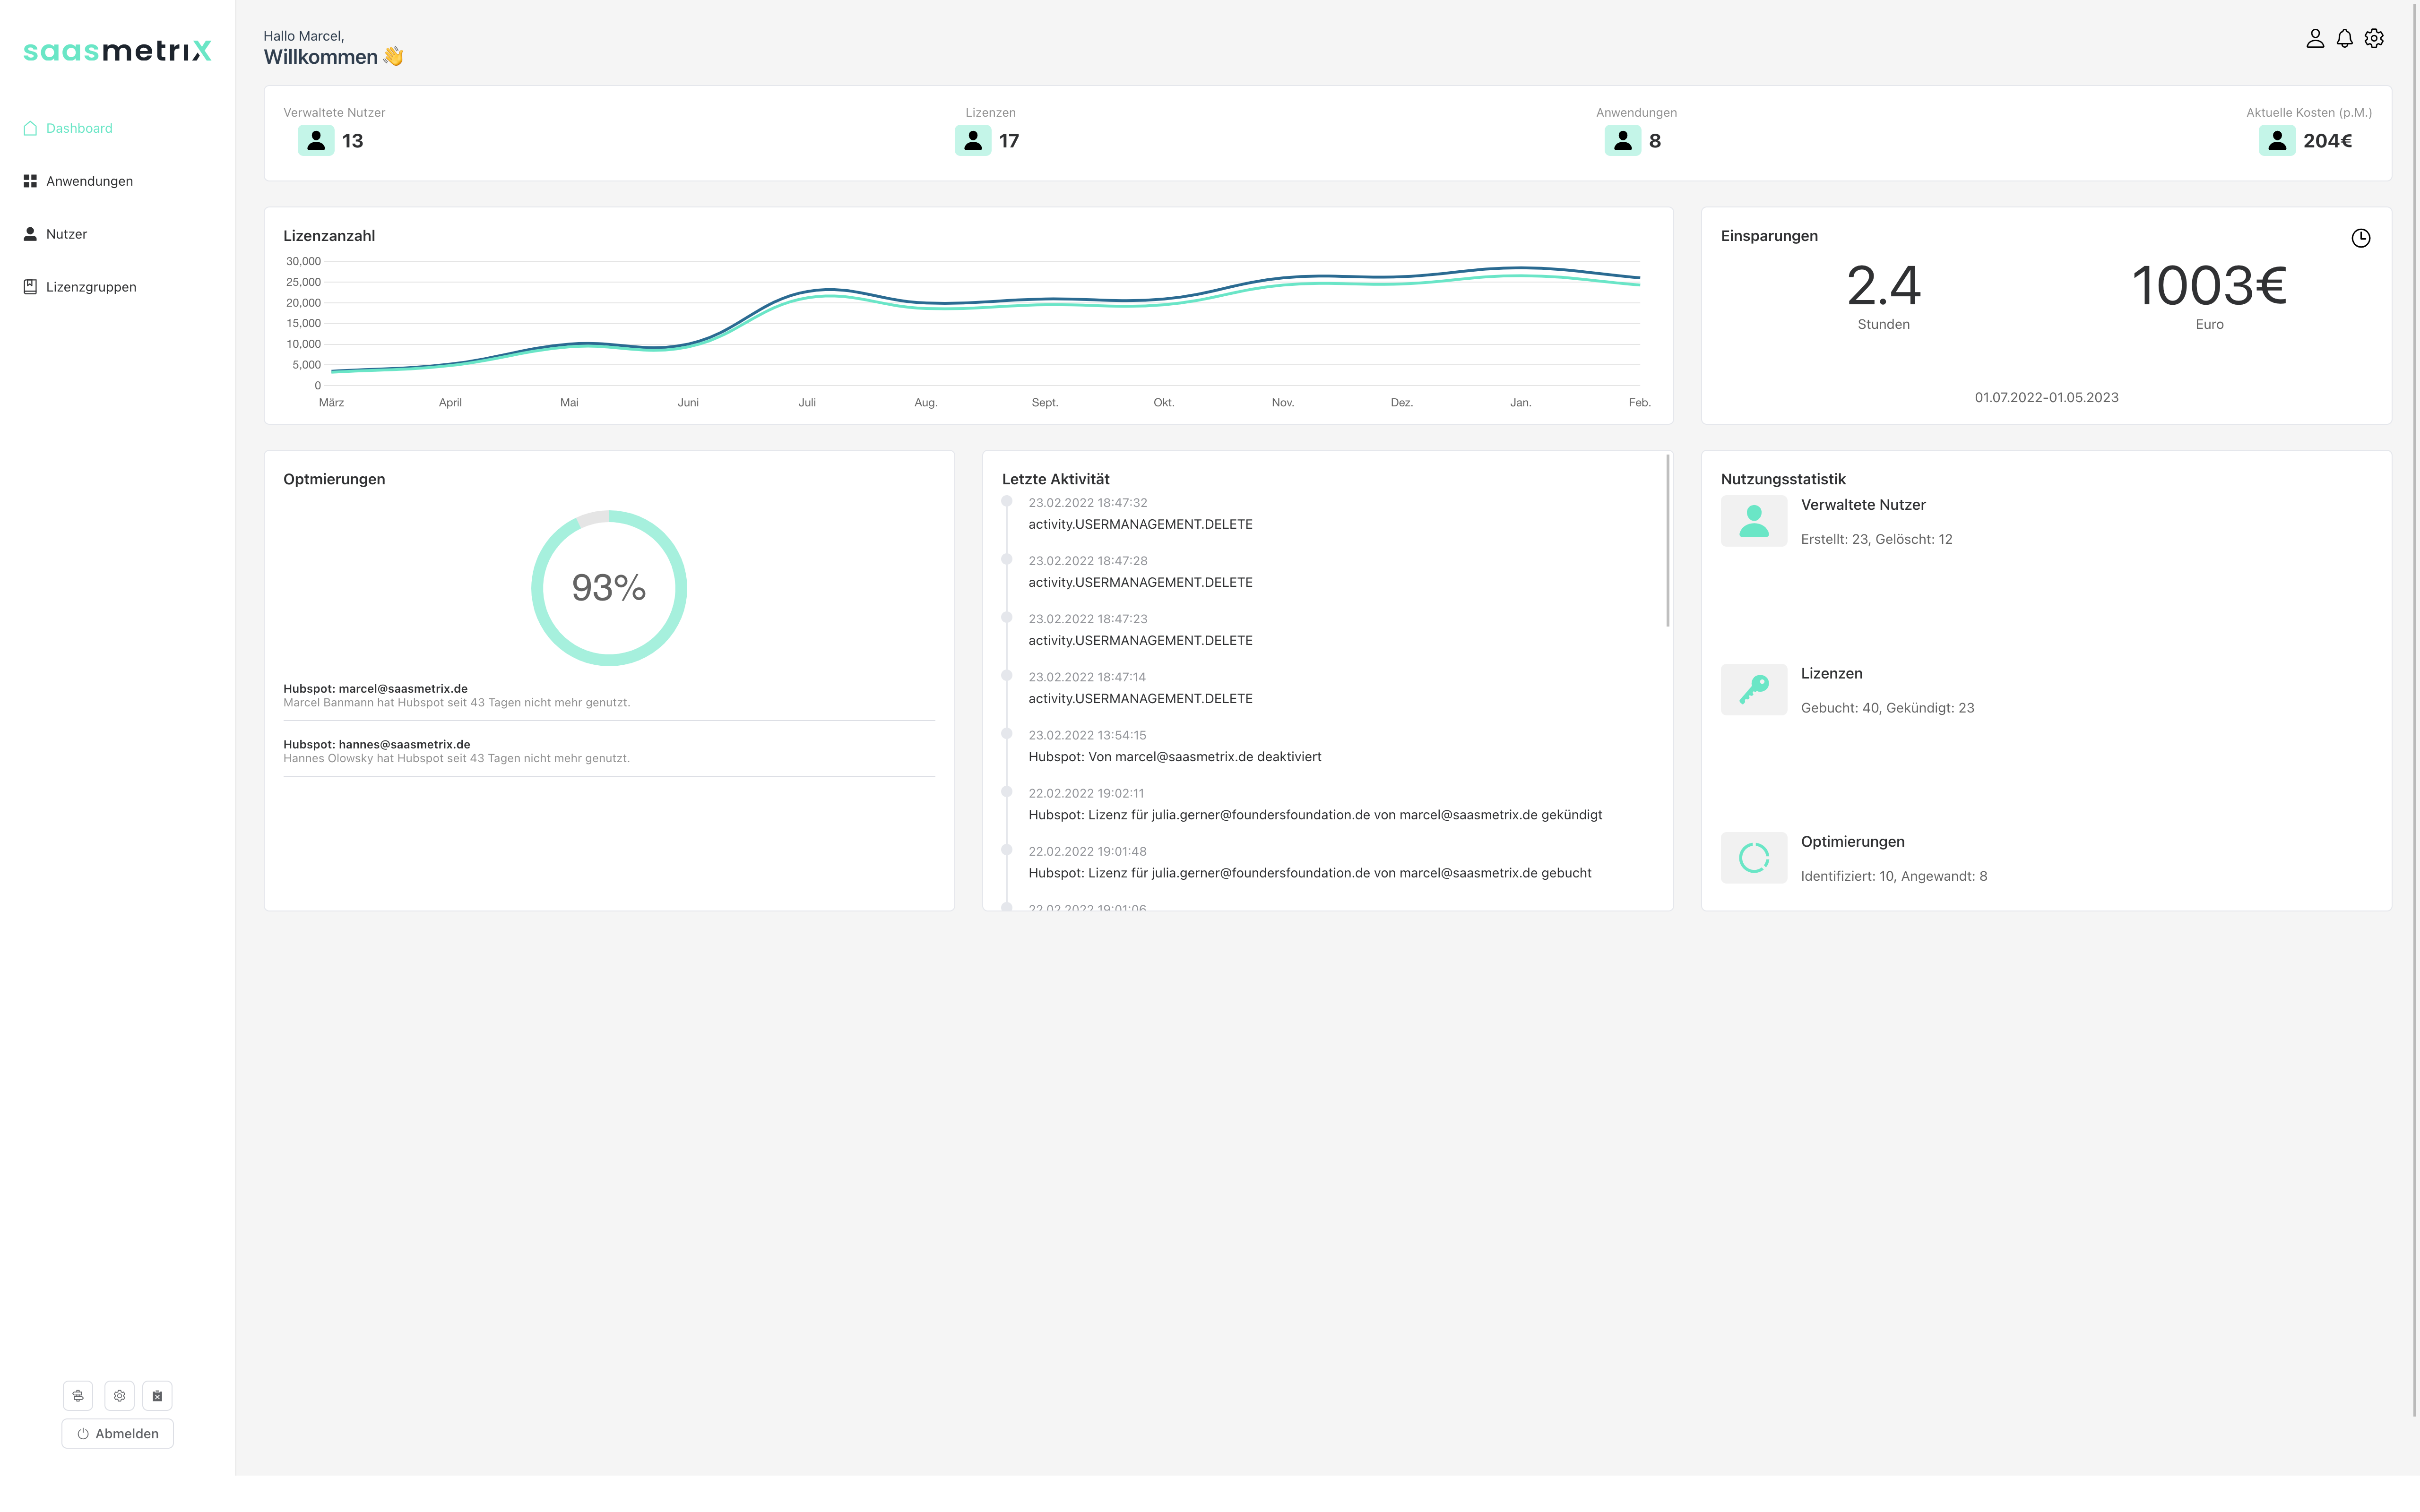 saasmetrix
Dashboard
Anwendungen
Nutzer
Lizenzgruppen
Abmelden
Hallo Marcel,
Willkommen 👋
Verwaltete Nutzer
13
Lizenzen
17
Anwendungen
8
Aktuelle Kosten (p.M.)
204€
Lizenzanzahl
30,000
25,000
20,000
15,000
10,000
5,000
0
März April Mai Juni Juli Aug. Sept. Okt. Nov. Dez. Jan. Feb.
Einsparungen
2.4 1003€
Stunden Euro
01.07.2022-01.05.2023
Optmierungen
93%
Hubspot: marcel@saasmetrix.de
Marcel Banmann hat Hubspot seit 43 Tagen nicht mehr genutzt.
Hubspot: hannes@saasmetrix.de
Hannes Olowsky hat Hubspot seit 43 Tagen nicht mehr genutzt.
Letzte Aktivität
23.02.2022 18:47:32
activity.USERMANAGEMENT.DELETE
23.02.2022 18:47:28
activity.USERMANAGEMENT.DELETE
23.02.2022 18:47:23
activity.USERMANAGEMENT.DELETE
23.02.2022 18:47:14
activity.USERMANAGEMENT.DELETE
23.02.2022 13:54:15
Hubspot: Von marcel@saasmetrix.de deaktiviert
22.02.2022 19:02:11
Hubspot: Lizenz für julia.gerner@foundersfoundation.de von marcel@saasmetrix.de gekündigt
22.02.2022 19:01:48
Hubspot: Lizenz für julia.gerner@foundersfoundation.de von marcel@saasmetrix.de gebucht
22.02.2022 19:01:06
Nutzungsstatistik
Verwaltete Nutzer
Erstellt: 23, Gelöscht: 12
Lizenzen
Gebucht: 40, Gekündigt: 23
Optimierungen
Identifiziert: 10, Angewandt: 8